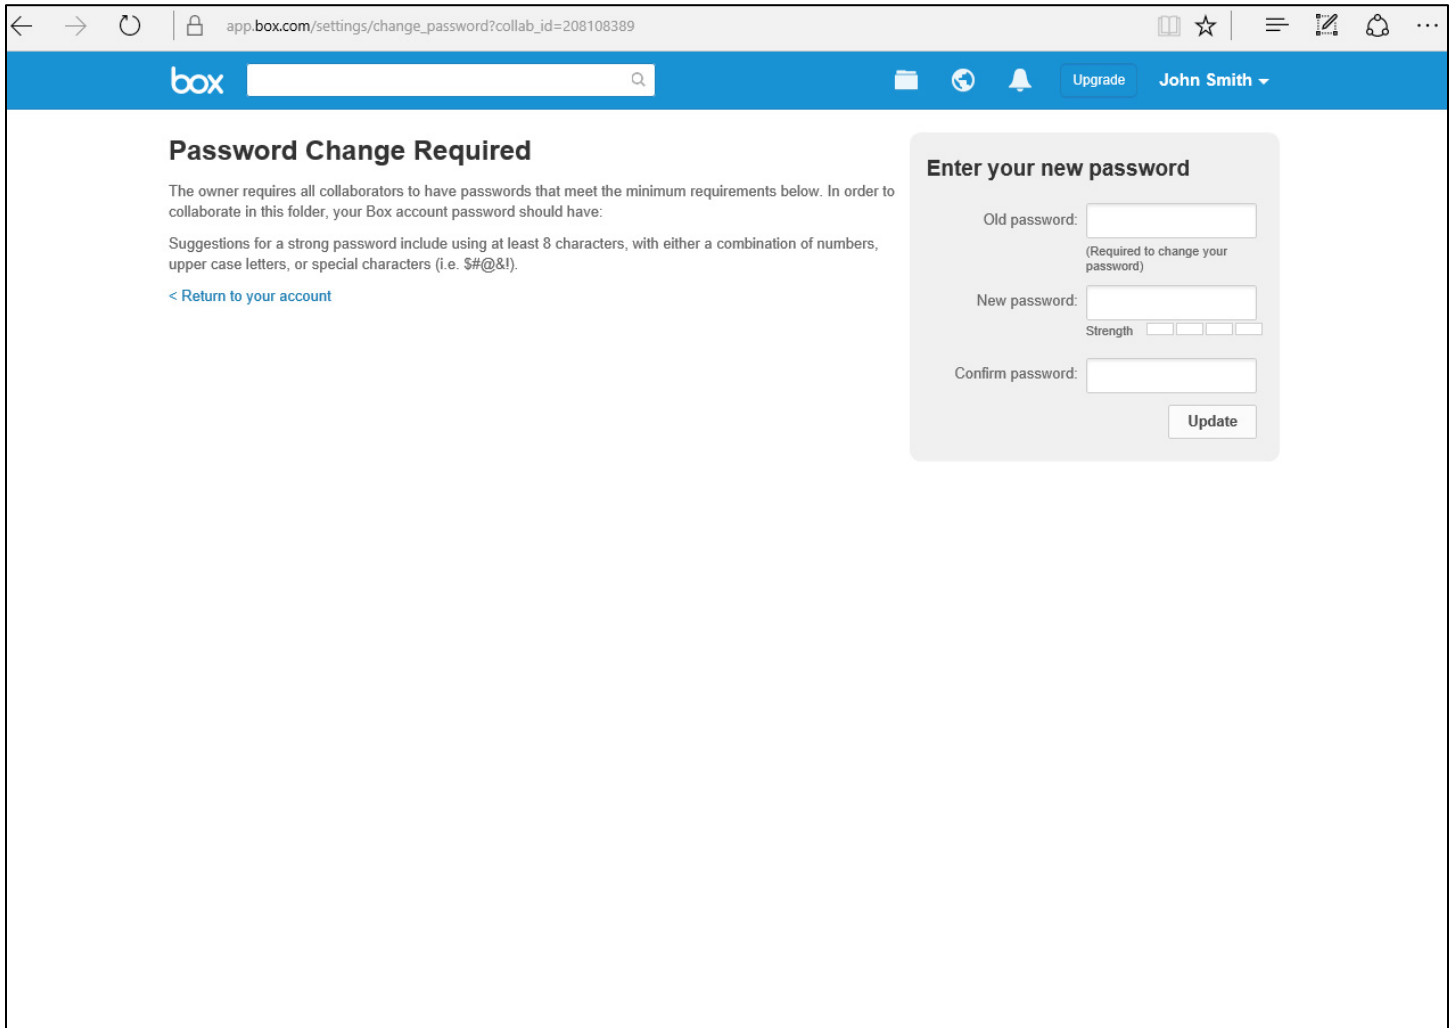 app.box.com/settings/change_password?collab_id=208108389
box
Upgrade
John Smith
Password Change Required
The owner requires all collaborators to have passwords that meet the minimum requirements below. In order to
collaborate in this folder, your Box account password should have:
Suggestions for a strong password include using at least 8 characters, with either a combination of numbers,
upper case letters, or special characters (i.e. $#@&!).
< Return to your account
Enter your new password
Old password:
(Required to change your
password)
New password:
Strength
Confirm password:
Update